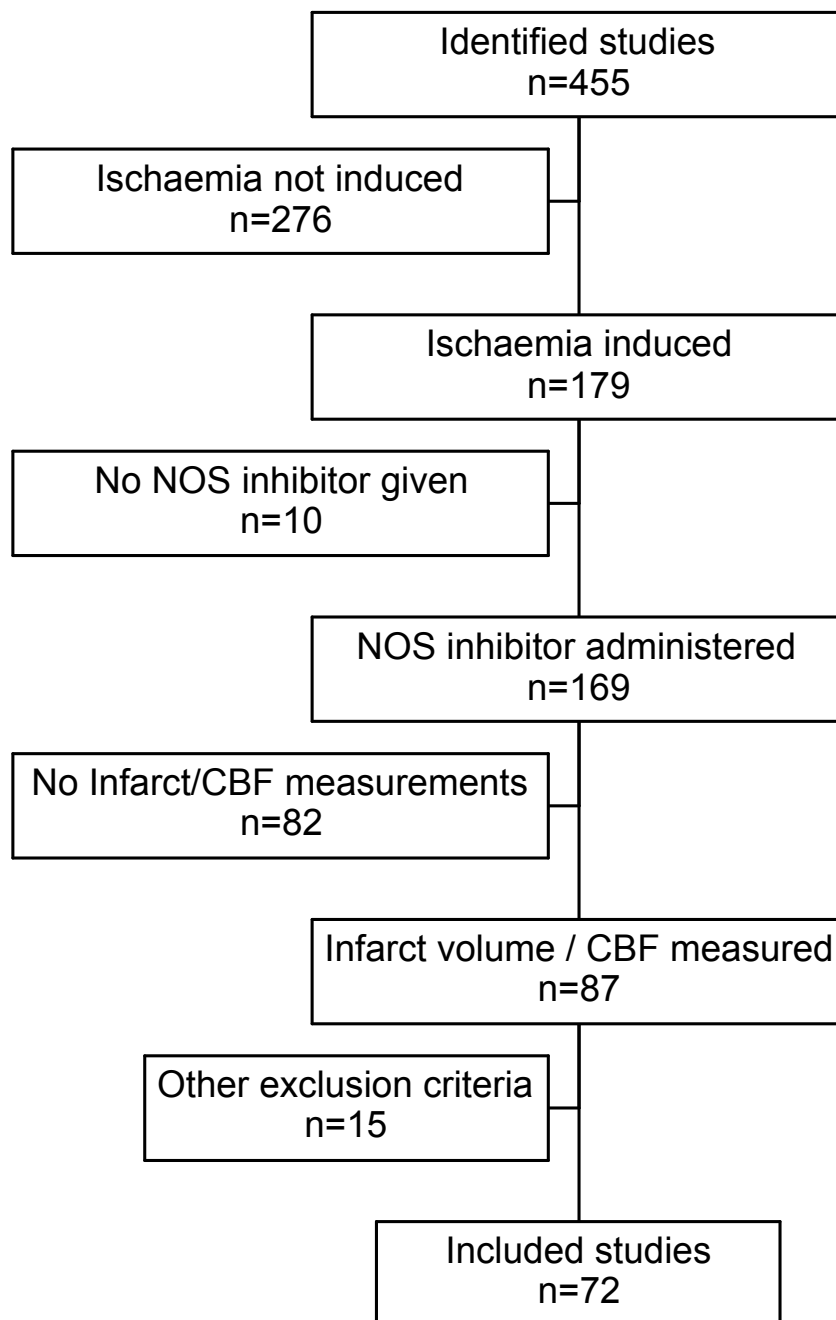 Identified studies
n=455
Ischaemia not induced
n=276
Ischaemia induced
n=179
No NOS inhibitor given
n=10
NOS inhibitor administered
n=169
No Infarct/CBF measurements
n=82
Infarct volume / CBF measured
n=87
Other exclusion criteria
n=15
Included studies
n=72